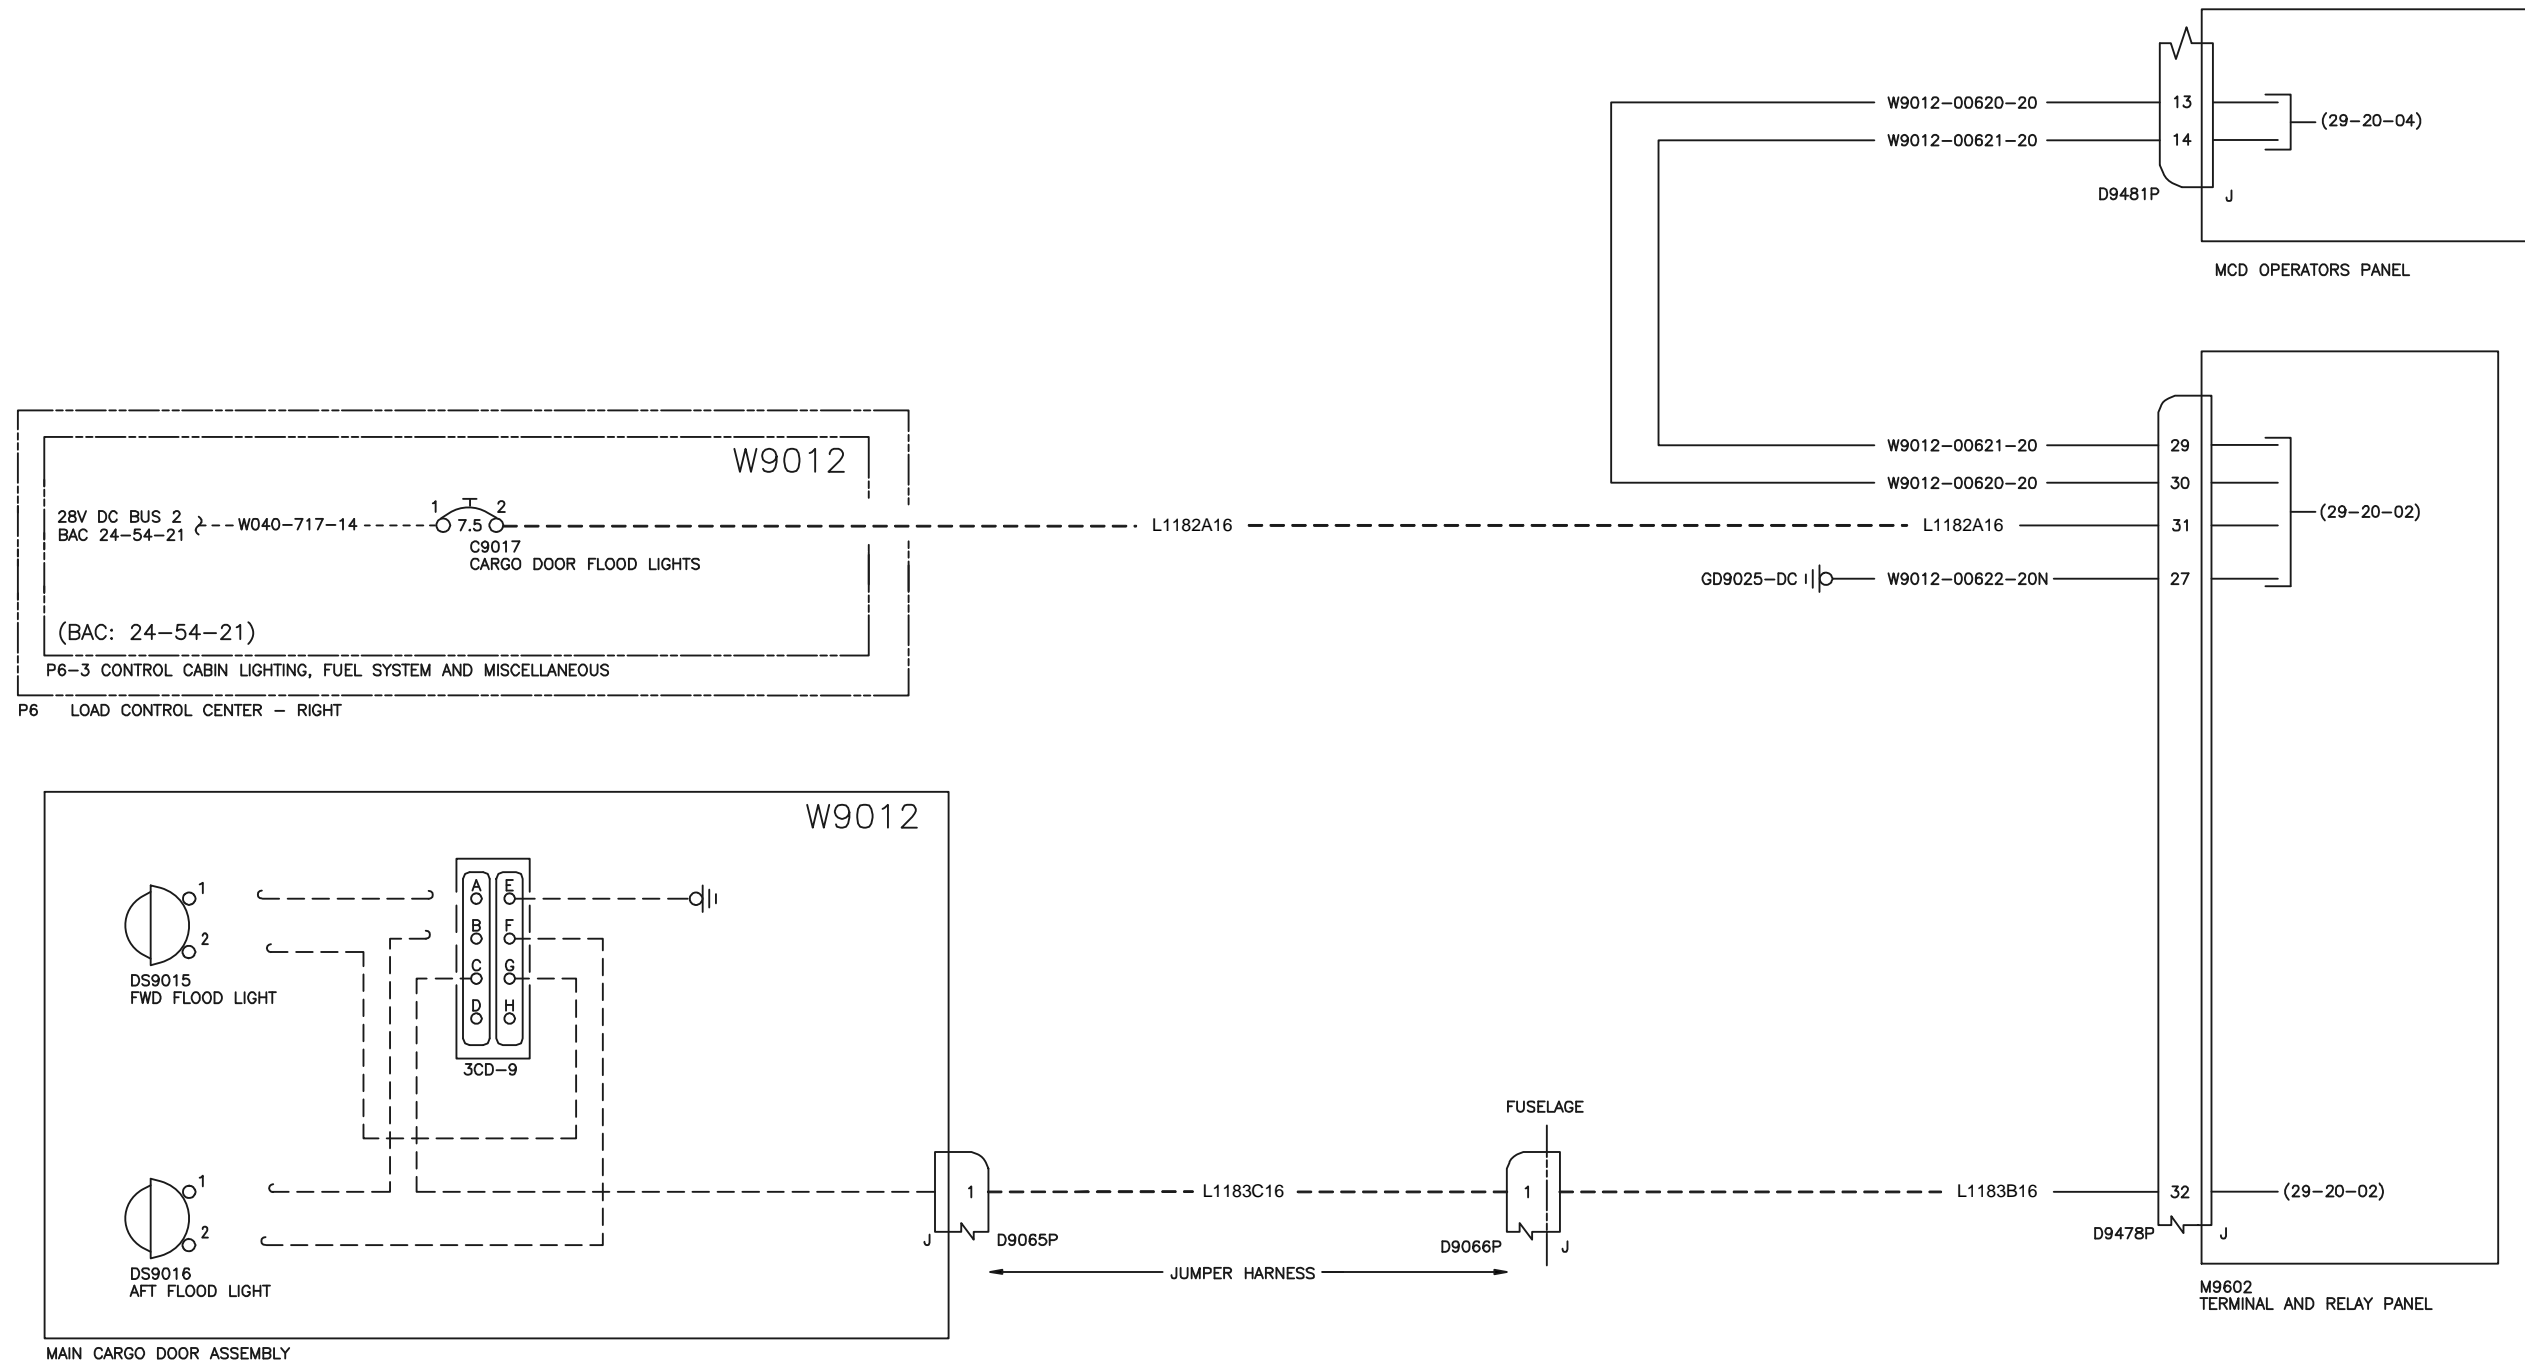 W9012-00620-20
13
(29-20-04)
W9012-00621-20
14
D9481P
J
MCD OPERATORS PANEL
W9012
W9012-00621-20
29
W9012-00620-20
30
(29-20-02)
28V DC BUS 2
BAC 24-54-21
W040-717-14
1
2
7.5
C9017
CARGO DOOR FLOOD LIGHTS
L1182A16
L1182A16
31
GD9025-DC
W9012-00622-20N
27
(BAC: 24-54-21)
P6-3 CONTROL CABIN LIGHTING, FUEL SYSTEM AND MISCELLANEOUS
P6 LOAD CONTROL CENTER - RIGHT
W9012
1
2
DS9015
FWD FLOOD LIGHT
A E
B F
C G
D H
3CD-9
FUSELAGE
1
2
DS9016
AFT FLOOD LIGHT
1
J
D9065P
L1183C16
1
D9066P
J
JUMPER HARNESS
L1183B16
32
(29-20-02)
D9478P
J
M9602
TERMINAL AND RELAY PANEL
MAIN CARGO DOOR ASSEMBLY